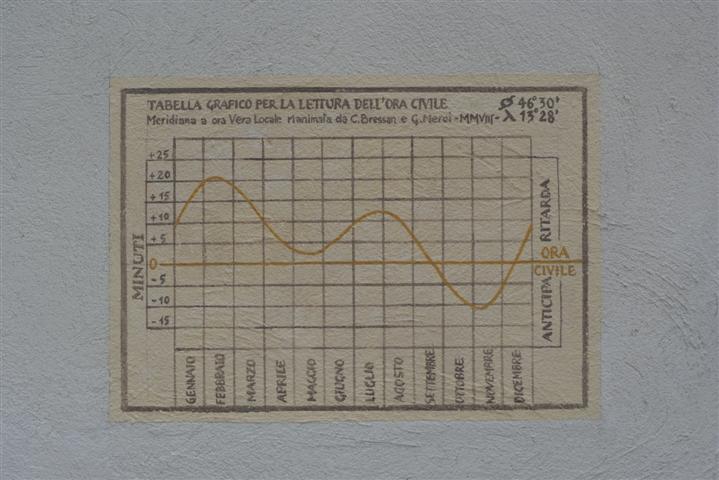 TABELLA GRAFICO PER LA LETTURA DELL'ORA CIVILE
Meridiana a ora Vera Locale rianimata da C. Bressan e G. Meroi - MMVIII -
Ø 46°30'
λ 13°28'
MINUTI
+25
+20
+15
+10
+5
0
-5
-10
-15
RITARDA
ORA
CIVILE
ANTICIPA
GENNAIO
FEBBRAIO
MARZO
APRILE
MAGGIO
GIUGNO
LUGLIO
AGOSTO
SETTEMBRE
OTTOBRE
NOVEMBRE
DICEMBRE